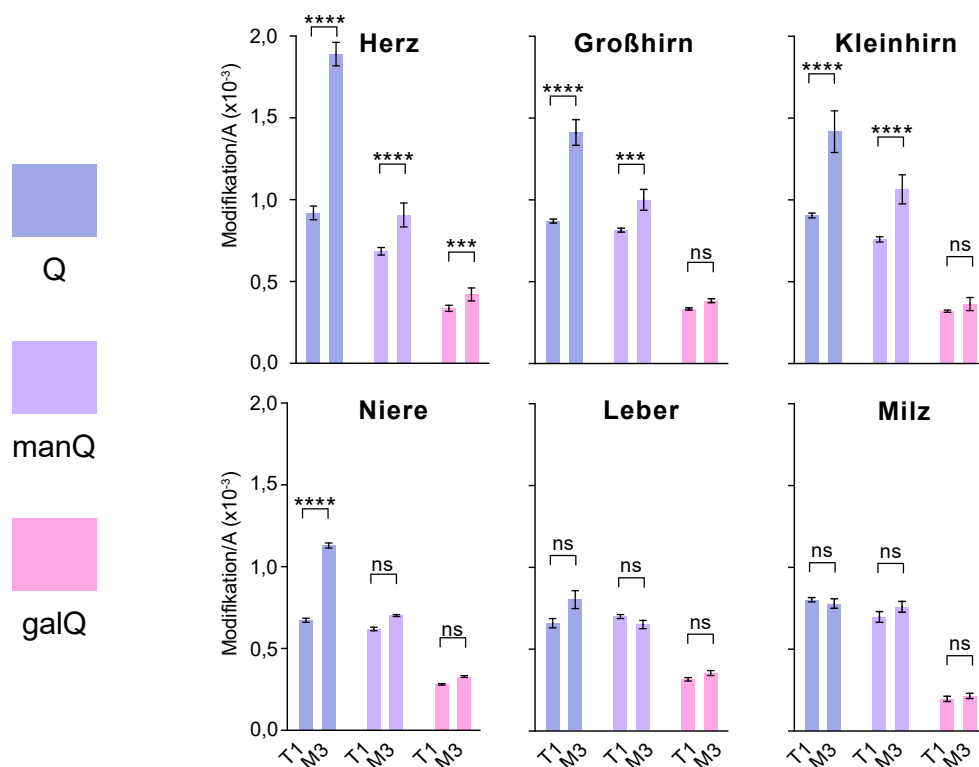 Q
manQ
galQ
Herz
Modifikation/A (x10⁻³)
2,0
1,5
1,0
0,5
0,0
****
****
***
Großhirn
****
***
ns
Kleinhirn
****
****
ns
Niere
Modifikation/A (x10⁻³)
2,0
1,5
1,0
0,5
0,0
****
ns
ns
T1 M3 T1 M3 T1 M3
Leber
ns
ns
ns
T1 M3 T1 M3 T1 M3
Milz
ns
ns
ns
T1 M3 T1 M3 T1 M3